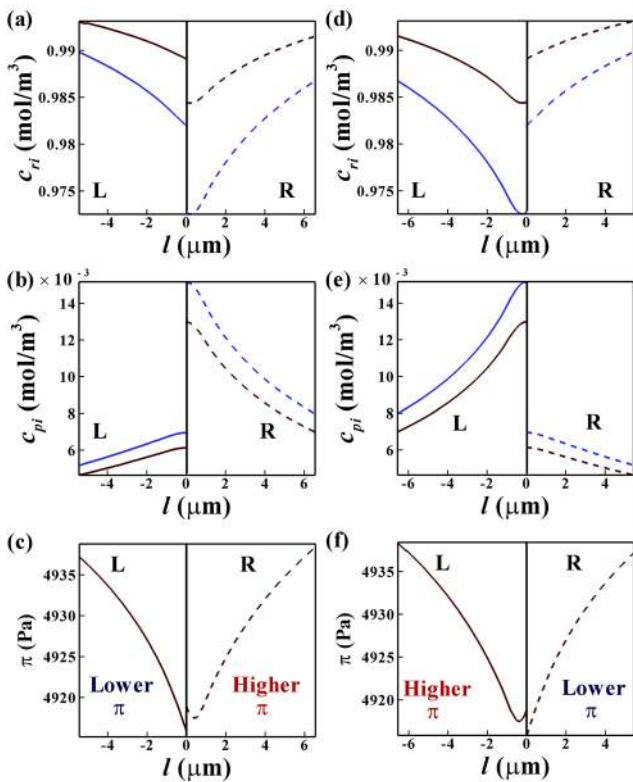 (a)
c_ri (mol/m³)
0.99
0.985
0.98
0.975
L
R
-4 -2 0 2 4 6
l (μm)
(d)
c_ri (mol/m³)
0.99
0.985
0.98
0.975
L
R
-6 -4 -2 0 2 4
l (μm)
(b) × 10⁻³
c_pi (mol/m³)
14
12
10
8
6
L
R
-4 -2 0 2 4 6
l (μm)
(e) × 10⁻³
c_pi (mol/m³)
14
12
10
8
6
L
R
-6 -4 -2 0 2 4
l (μm)
(c)
π (Pa)
4935
4930
4925
4920
L
R
Lower
π
Higher
π
-4 -2 0 2 4 6
l (μm)
(f)
π (Pa)
4935
4930
4925
4920
L
R
Higher
π
Lower
π
-6 -4 -2 0 2 4
l (μm)